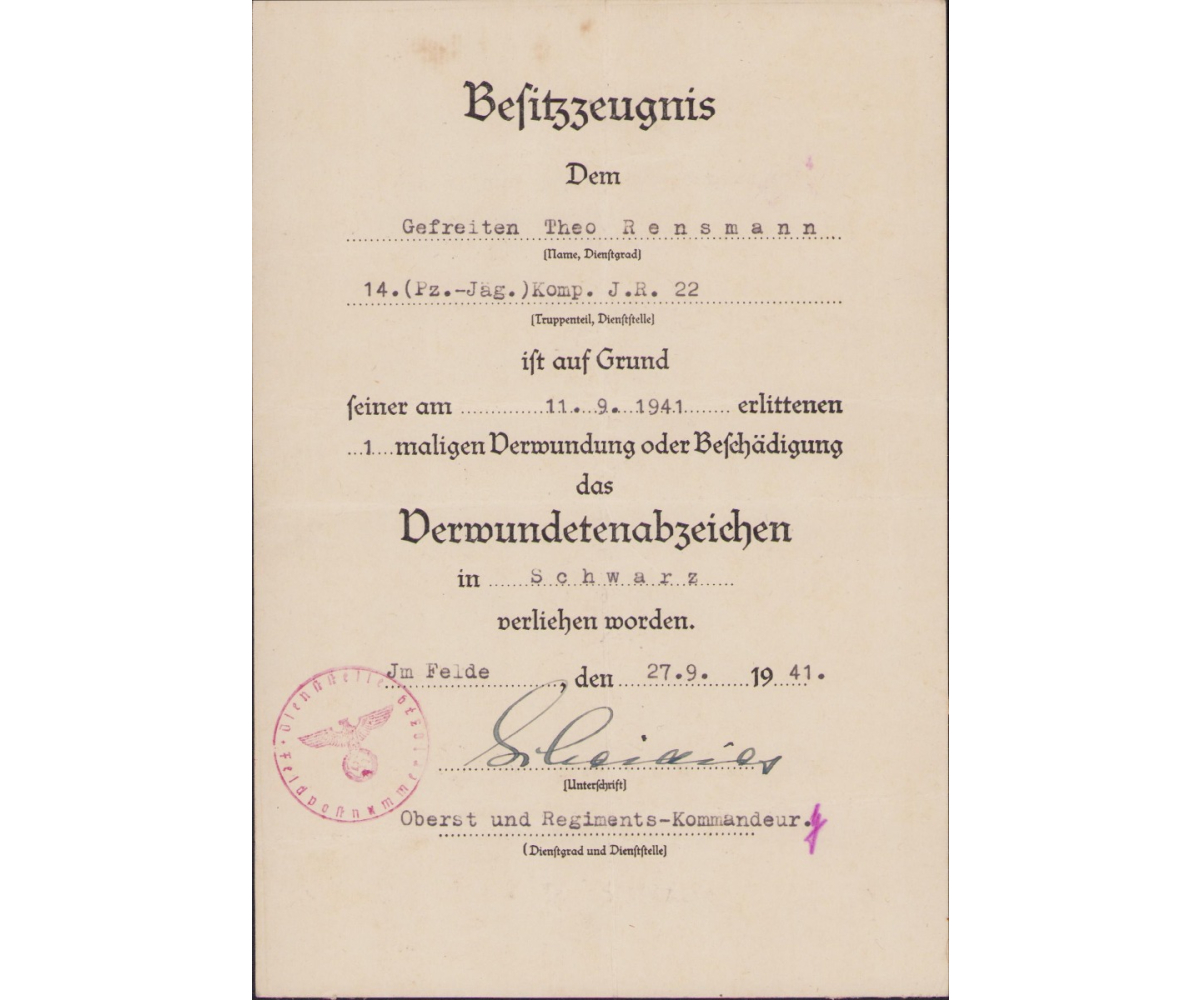 Besitzzeugnis
Dem
Gefreiten Theo Rensmann
(Name, Dienstgrad)
14.(Pz.-Jäg.)Komp. J.R. 22
(Truppenteil, Dienststelle)
ist auf Grund
seiner am 11. 9. 1941 erlittenen
1 maligen Verwundung oder Beschädigung
das
Verwundetenabzeichen
in Schwarz
verliehen worden.
Jm Felde, den 27.9. 1941.
(Unterschrift)
Oberst und Regiments-Kommandeur.
(Dienstgrad und Dienststelle)